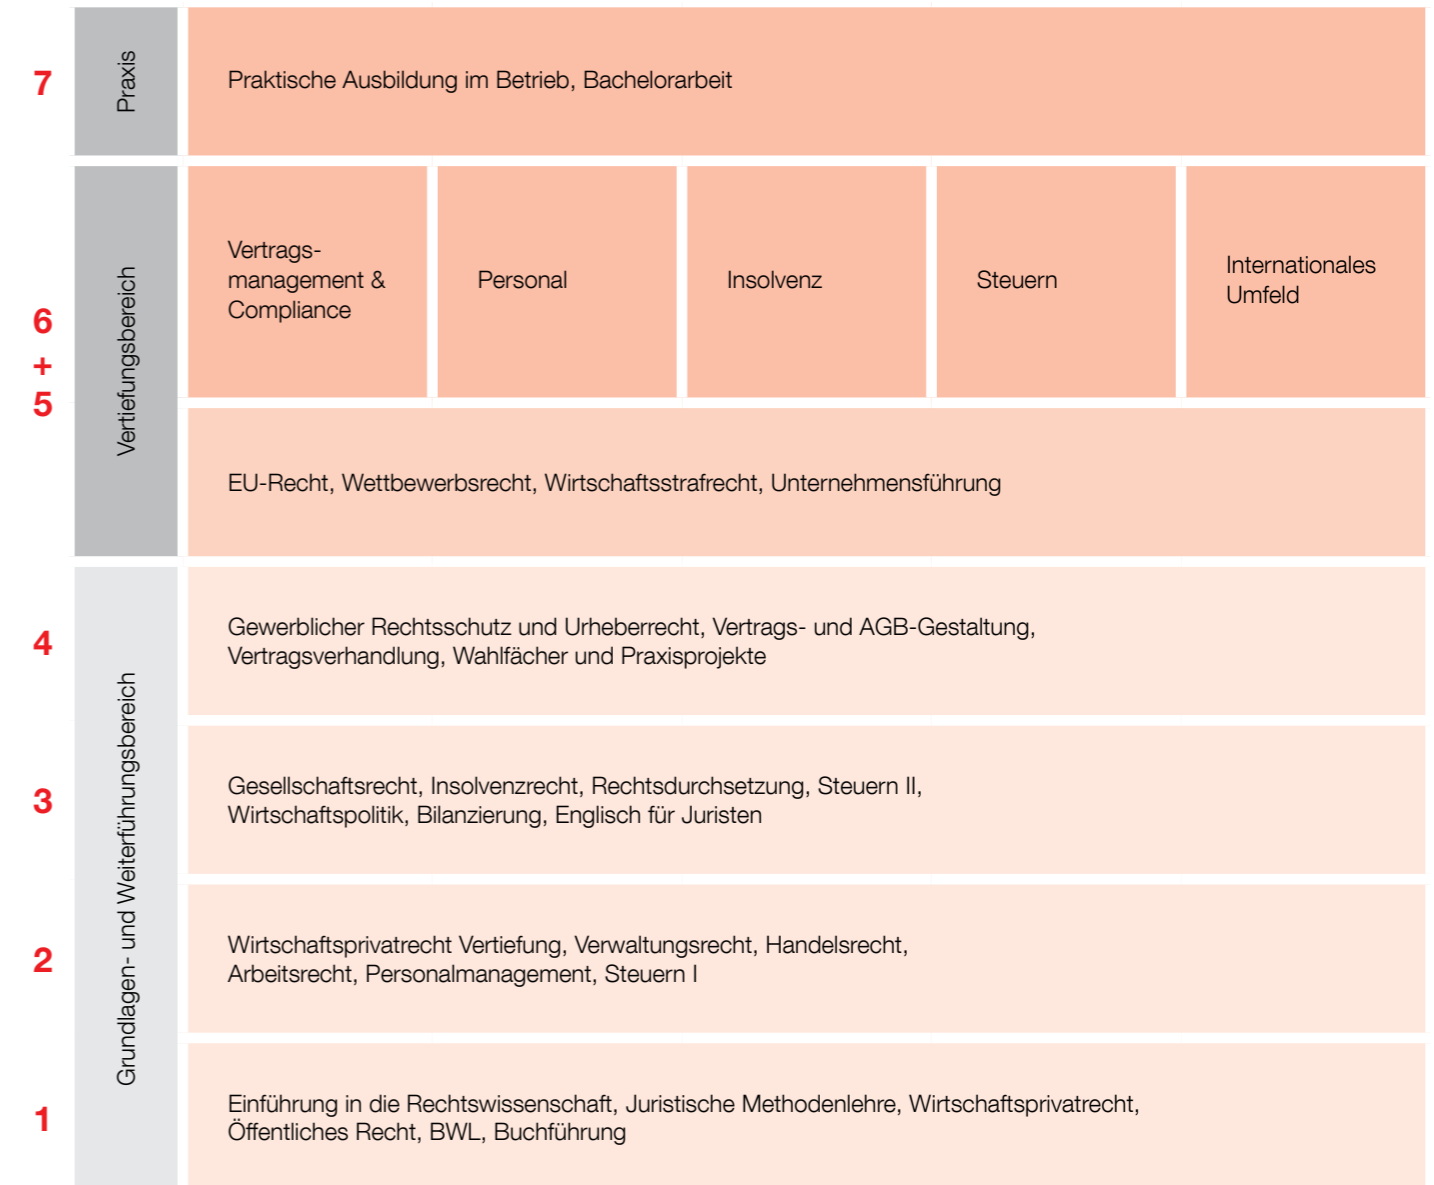 7
Praxis
Praktische Ausbildung im Betrieb, Bachelorarbeit
6
+
5
Vertiefungsbereich
Vertrags-
management &
Compliance
Personal
Insolvenz
Steuern
Internationales
Umfeld
EU-Recht, Wettbewerbsrecht, Wirtschaftsstrafrecht, Unternehmensführung
Grundlagen- und Weiterführungsbereich
4
Gewerblicher Rechtsschutz und Urheberrecht, Vertrags- und AGB-Gestaltung,
Vertragsverhandlung, Wahlfächer und Praxisprojekte
3
Gesellschaftsrecht, Insolvenzrecht, Rechtsdurchsetzung, Steuern II,
Wirtschaftspolitik, Bilanzierung, Englisch für Juristen
2
Wirtschaftsprivatrecht Vertiefung, Verwaltungsrecht, Handelsrecht,
Arbeitsrecht, Personalmanagement, Steuern I
1
Einführung in die Rechtswissenschaft, Juristische Methodenlehre, Wirtschaftsprivatrecht,
Öffentliches Recht, BWL, Buchführung